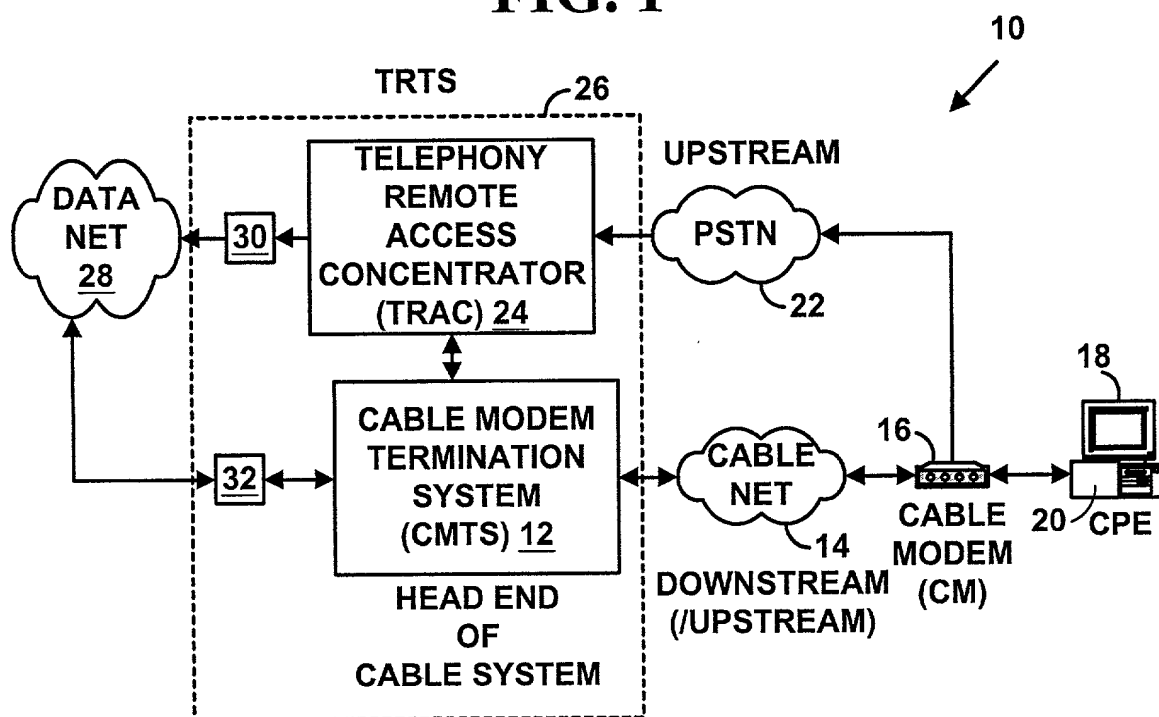 FIG. 1
10
TRTS
26
TELEPHONY
REMOTE
ACCESS
CONCENTRATOR
(TRAC) 24
UPSTREAM
PSTN
22
DATA
NET
28
30
18
CABLE MODEM
TERMINATION
SYSTEM
(CMTS) 12
32
CABLE
NET
14
16
CABLE
MODEM
(CM)
20
CPE
DOWNSTREAM
(/UPSTREAM)
HEAD END
OF
CABLE SYSTEM